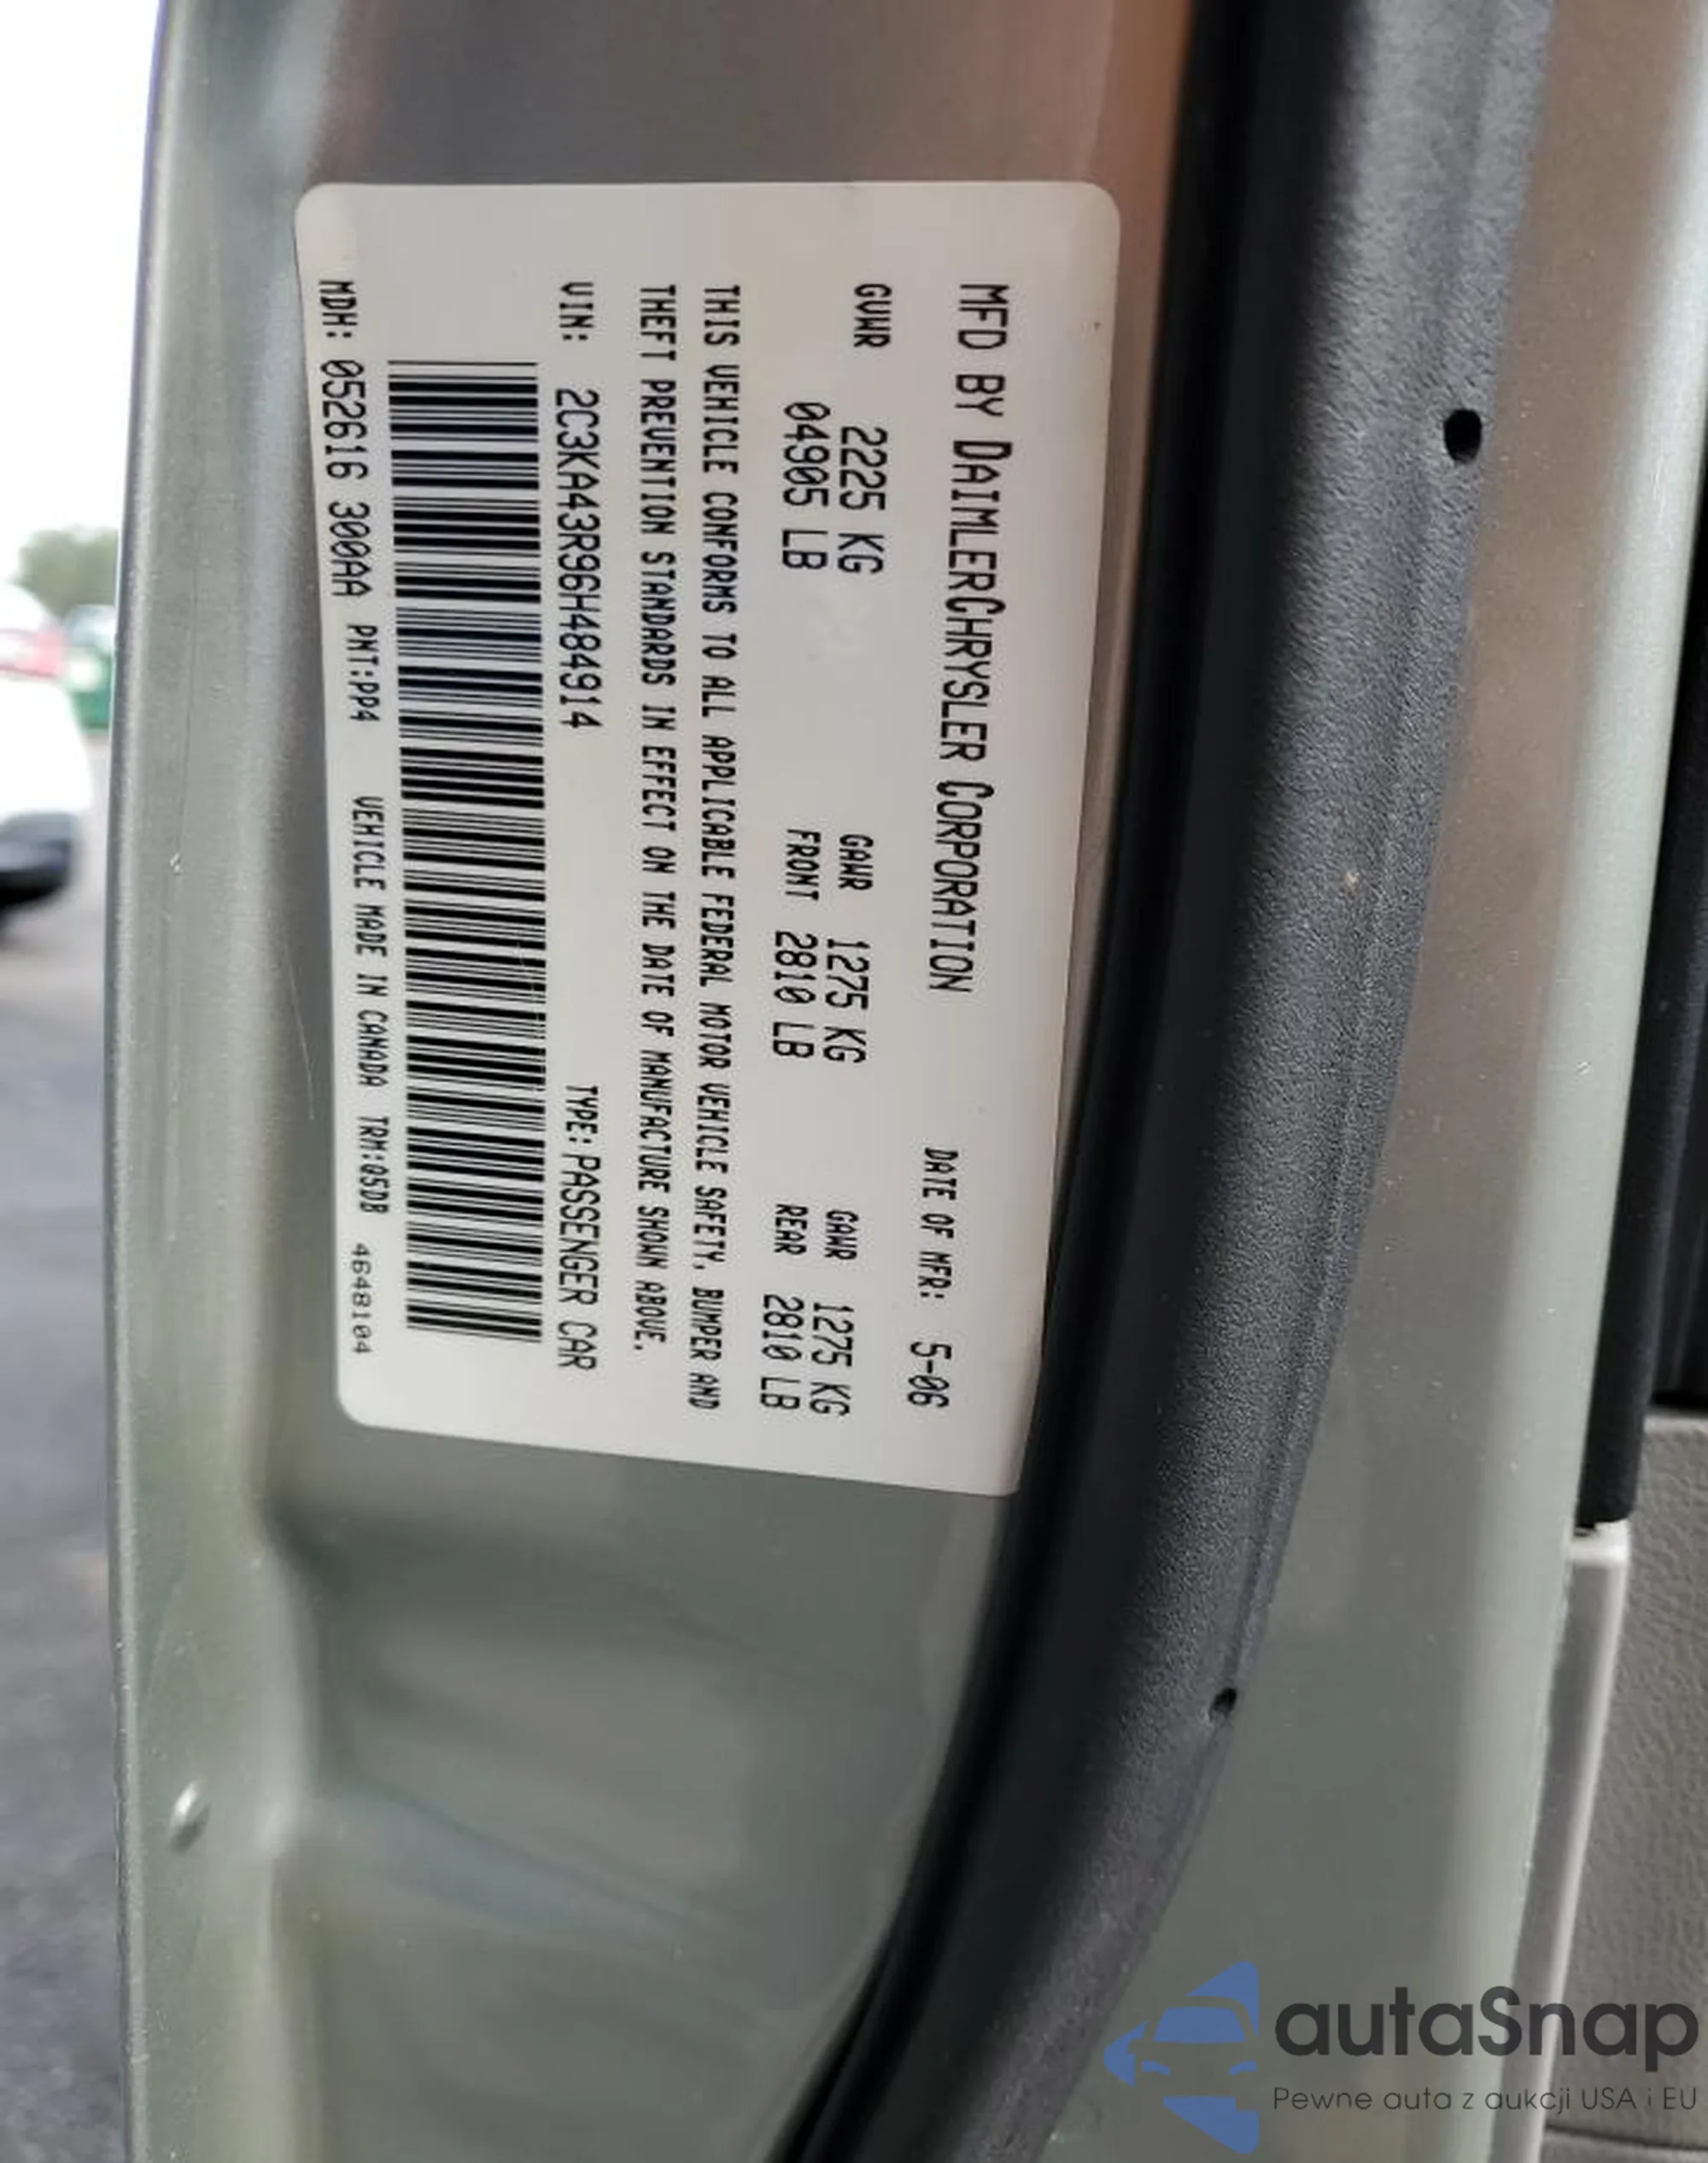 MFD BY DAIMLERCHRYSLER CORPORATION DATE OF MFR: 5-06
GVWR 2225 KG GAWR 1275 KG GAWR 1275 KG
04905 LB FRONT 2810 LB REAR 2810 LB
THIS VEHICLE CONFORMS TO ALL APPLICABLE FEDERAL MOTOR VEHICLE SAFETY, BUMPER AND
THEFT PREVENTION STANDARDS IN EFFECT ON THE DATE OF MANUFACTURE SHOWN ABOVE.
VIN: 2C3KA43R96H484914 TYPE: PASSENGER CAR
MDH: 052616 300AA PNT:PP4 VEHICLE MADE IN CANADA TRM:05DB 4648104
autaSnap
Pewne auta z aukcji USA i EU